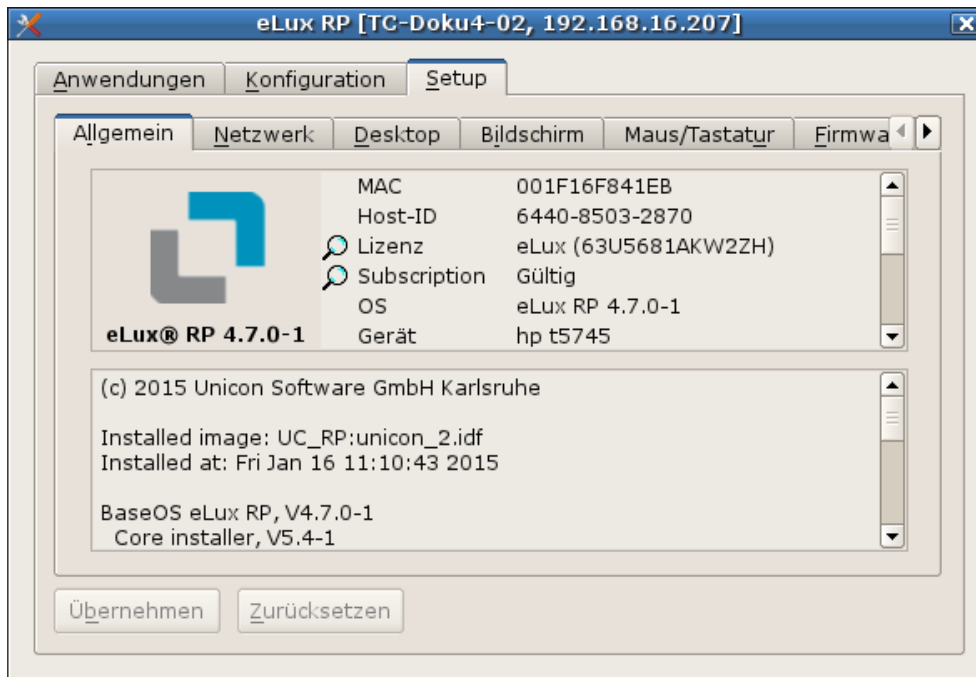 eLux RP [TC-Doku4-02, 192.168.16.207]
Anwendungen Konfiguration Setup
Allgemein Netzwerk Desktop Bildschirm Maus/Tastatur Firmwa
MAC 001F16F841EB
Host-ID 6440-8503-2870
Lizenz eLux (63U5681AKW2ZH)
Subscription Gültig
OS eLux RP 4.7.0-1
Gerät hp t5745
eLux® RP 4.7.0-1
(c) 2015 Unicon Software GmbH Karlsruhe
Installed image: UC_RP:unicon_2.idf
Installed at: Fri Jan 16 11:10:43 2015
BaseOS eLux RP, V4.7.0-1
Core installer, V5.4-1
Übernehmen Zurücksetzen